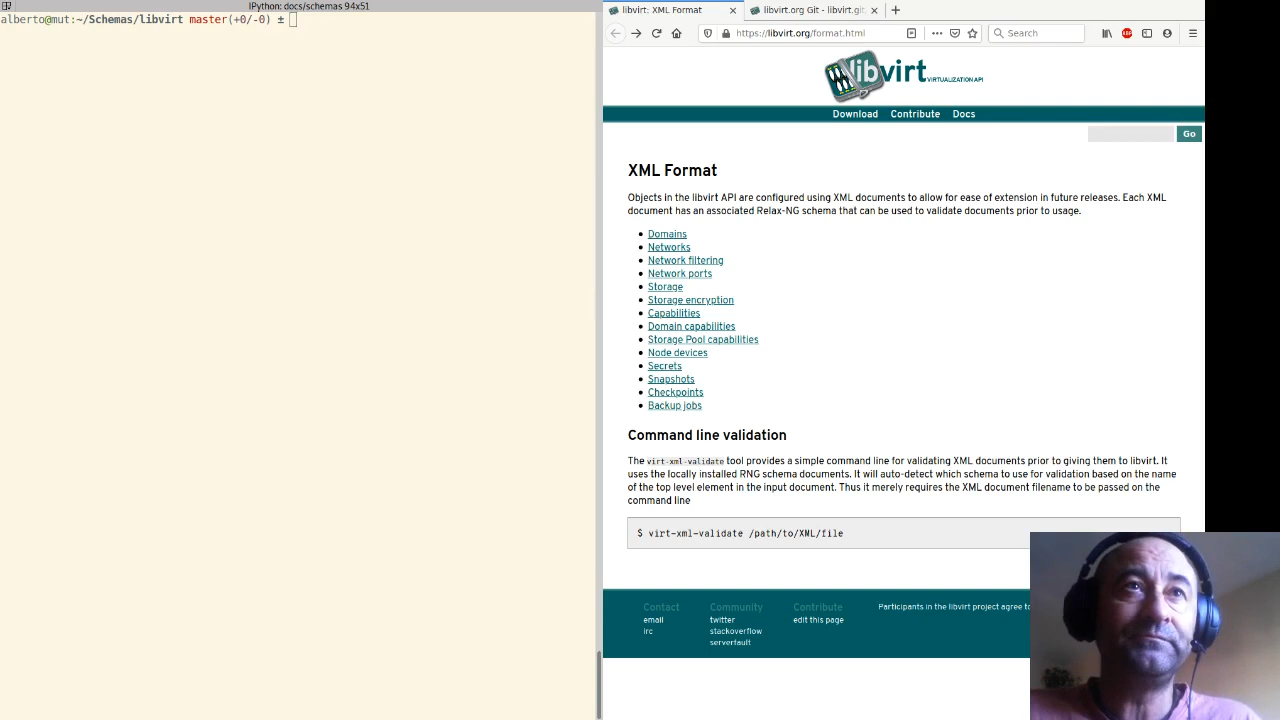 IPython: docs/schemas 94x51
alberto@mut:~/Schemas/libvirt master(+0/-0) ±
libvirt: XML Format
libvirt.org Git - libvirt.git
https://libvirt.org/format.html
Search
libvirt
VIRTUALIZATION API
Download Contribute Docs
Go
XML Format
Objects in the libvirt API are configured using XML documents to allow for ease of extension in future releases. Each XML
document has an associated Relax-NG schema that can be used to validate documents prior to usage.
Domains
Networks
Network filtering
Network ports
Storage
Storage encryption
Capabilities
Domain capabilities
Storage Pool capabilities
Node devices
Secrets
Snapshots
Checkpoints
Backup jobs
Command line validation
The virt-xml-validate tool provides a simple command line for validating XML documents prior to giving them to libvirt. It
uses the locally installed RNG schema documents. It will auto-detect which schema to use for validation based on the name
of the top level element in the input document. Thus it merely requires the XML document filename to be passed on the
command line
$ virt-xml-validate /path/to/XML/file
Contact
email
irc
Community
twitter
stackoverflow
serverfault
Contribute
edit this page
Participants in the libvirt project agree to